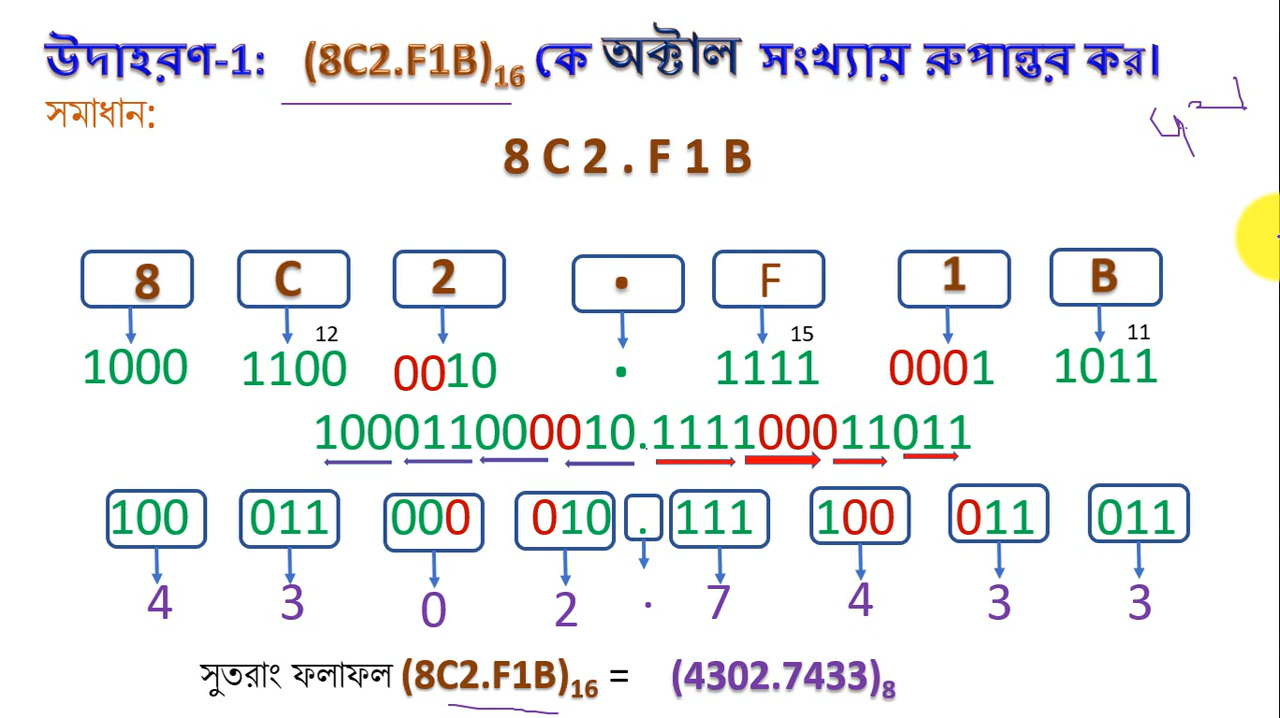 উদাহরণ-1: (8C2.F1B)16 কে অক্টাল সংখ্যায় রুপান্তর কর।
সমাধান:
8 C 2 . F 1 B
8 C 2 . F 1 B
12 15 11
1000 1100 0010 . 1111 0001 1011
100011000010.111100011011
100 011 000 010 . 111 100 011 011
4 3 0 2 . 7 4 3 3
সুতরাং ফলাফল (8C2.F1B)16 = (4302.7433)8